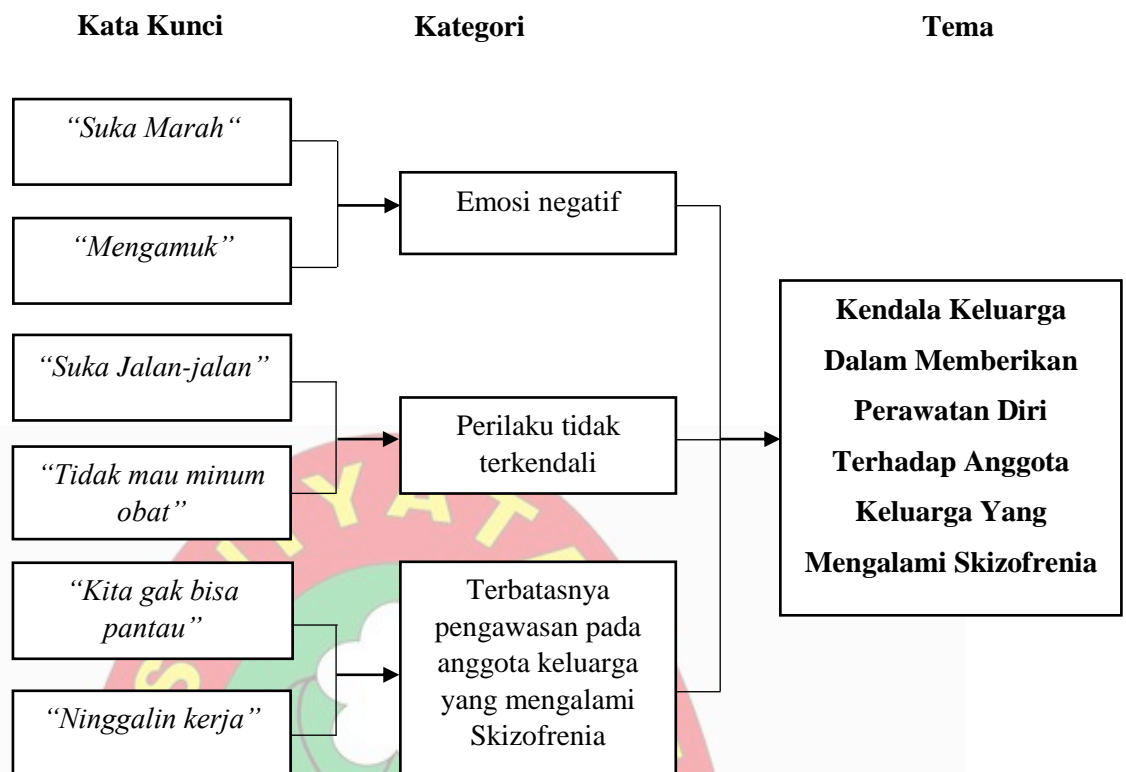 Kata Kunci
Kategori
Tema
“Suka Marah“
“Mengamuk”
“Suka Jalan-jalan”
“Tidak mau minum
obat”
“Kita gak bisa
pantau”
“Ninggalin kerja”
Emosi negatif
Perilaku tidak
terkendali
Terbatasnya
pengawasan pada
anggota keluarga
yang mengalami
Skizofrenia
Kendala Keluarga
Dalam Memberikan
Perawatan Diri
Terhadap Anggota
Keluarga Yang
Mengalami Skizofrenia